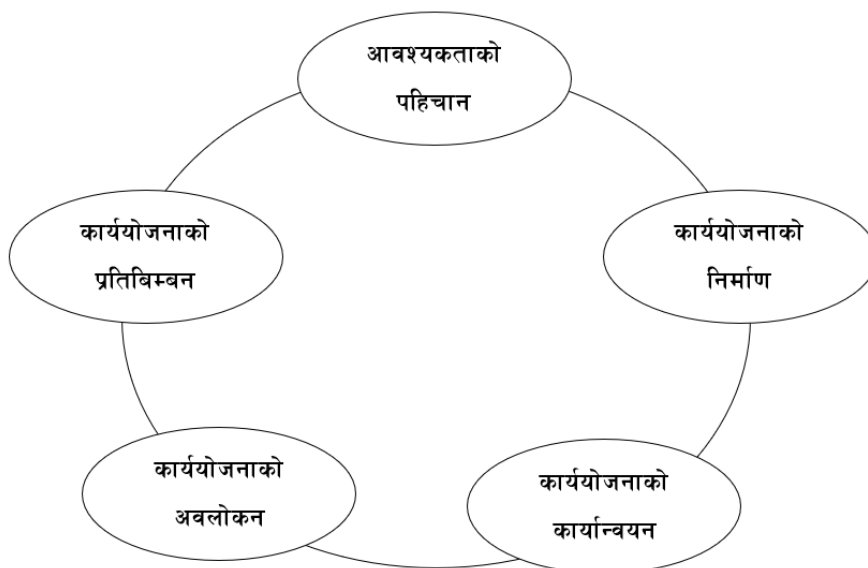 आवश्यकताको
पहिचान
कार्ययोजनाको
निर्माण
कार्ययोजनाको
कार्यान्वयन
कार्ययोजनाको
अवलोकन
कार्ययोजनाको
प्रतिबिम्बन